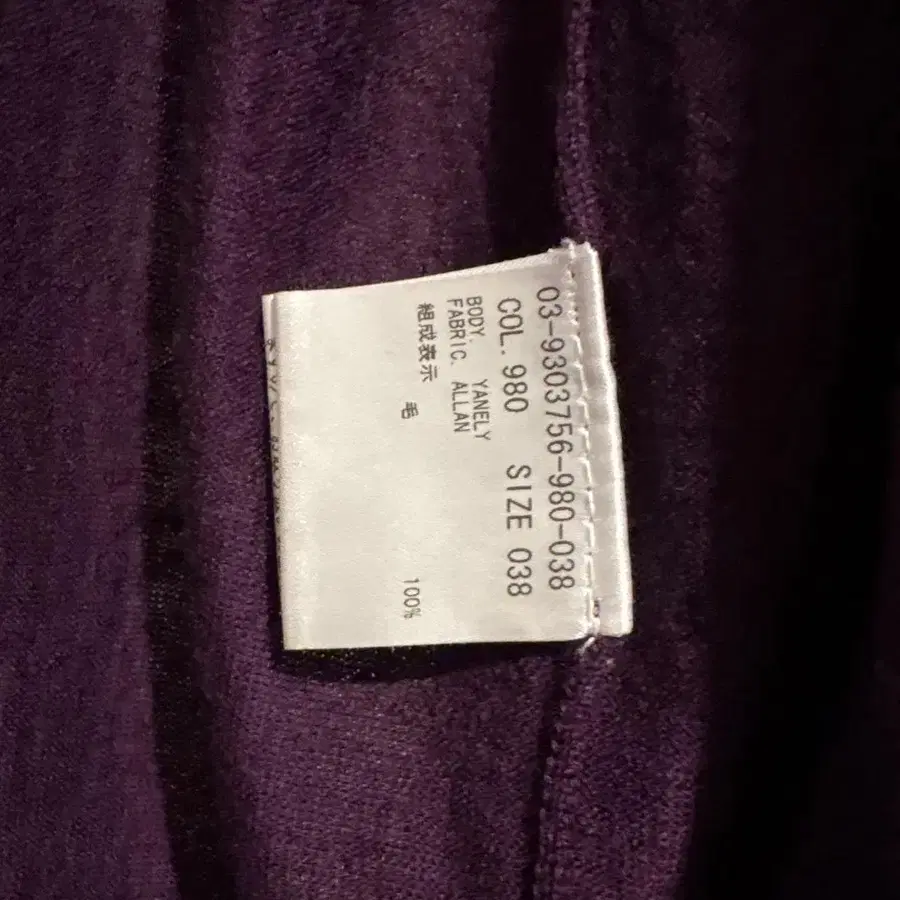 03-9303756-980-038
COL. 980 SIZE 038
BODY. YANELY
FABRIC. ALLAN
組成表示
毛 100%